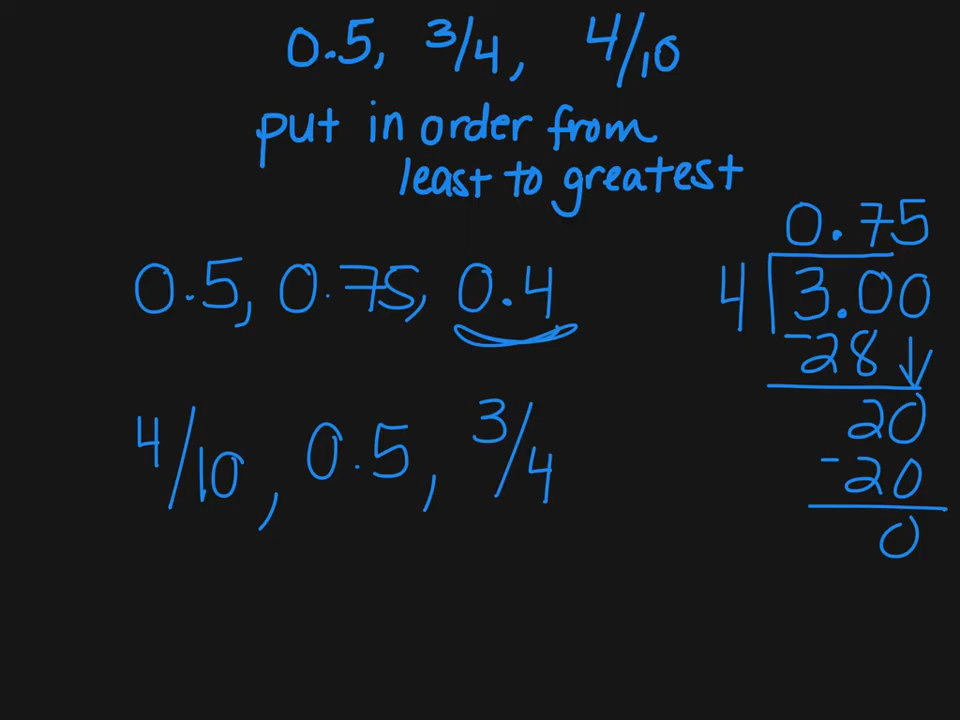 0.5, 3/4, 4/10
put in order from
least to greatest
0.5, 0.75, 0.4
4/10, 0.5, 3/4
0.75
4 3.00
-28↓
20
-20
0